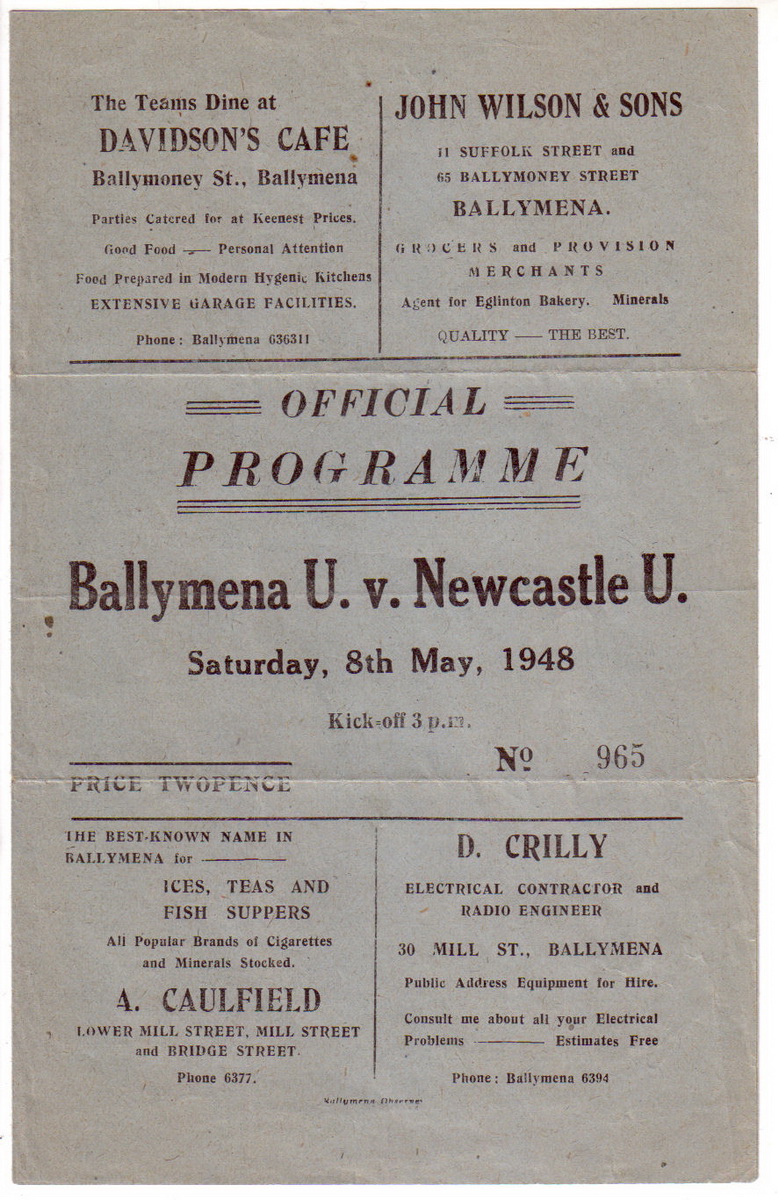 The Teams Dine at
DAVIDSON'S CAFE
Ballymoney St., Ballymena
Parties Catered for at Keenest Prices.
Good Food — Personal Attention
Food Prepared in Modern Hygenic Kitchens
EXTENSIVE GARAGE FACILITIES.
Phone: Ballymena 636311
JOHN WILSON & SONS
11 SUFFOLK STREET and
65 BALLYMONEY STREET
BALLYMENA.
GROCERS and PROVISION
MERCHANTS
Agent for Eglinton Bakery. Minerals
QUALITY — THE BEST.
OFFICIAL
PROGRAMME
Ballymena U. v. Newcastle U.
Saturday, 8th May, 1948
Kick-off 3 p.m.
Nº 965
PRICE TWOPENCE
THE BEST-KNOWN NAME IN
BALLYMENA for —
ICES, TEAS AND
FISH SUPPERS
All Popular Brands of Cigarettes
and Minerals Stocked.
A. CAULFIELD
LOWER MILL STREET, MILL STREET
and BRIDGE STREET.
Phone 6377.
D. CRILLY
ELECTRICAL CONTRACTOR and
RADIO ENGINEER
30 MILL ST., BALLYMENA
Public Address Equipment for Hire.
Consult me about all your Electrical
Problems — Estimates Free
Phone: Ballymena 6394
Ballymena Observer